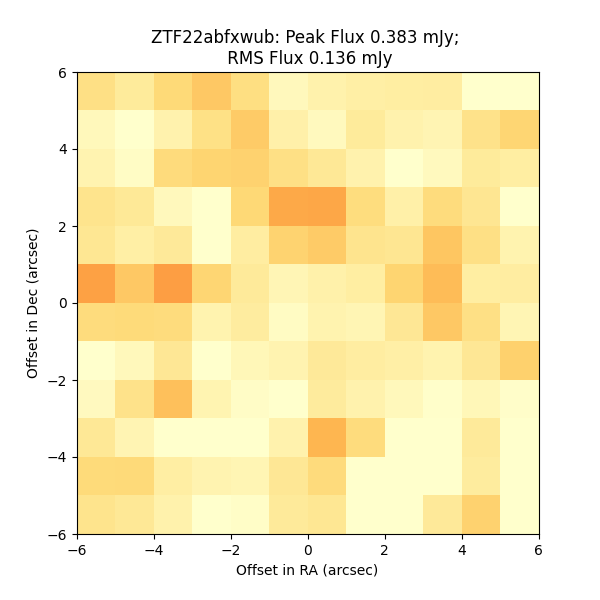 ZTF22abfxwub: Peak Flux 0.383 mJy;
RMS Flux 0.136 mJy
6
4
2
0
−2
−4
−6
Offset in Dec (arcsec)
−6 −4 −2 0 2 4 6
Offset in RA (arcsec)